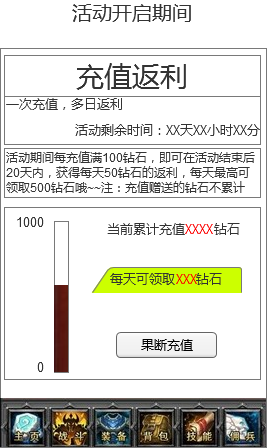 活动开启期间
充值返利
一次充值，多日返利
活动剩余时间：XX天XX小时XX分
活动期间每充值满100钻石，即可在活动结束后
20天内，获得每天50钻石的返利，每天最高可
领取500钻石哦~~注：充值赠送的钻石不累计
1000
当前累计充值XXXX钻石
每天可领取XXX钻石
果断充值
0
主页 战斗 装备 背包 技能 佣兵